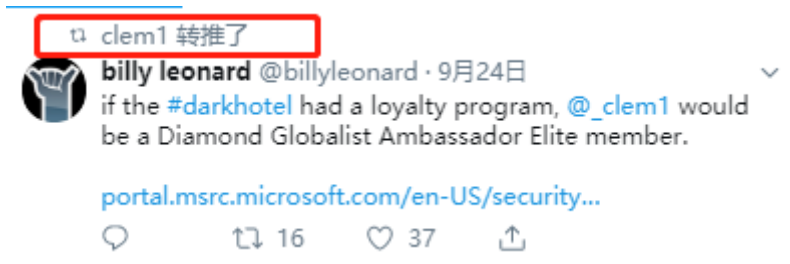 clem1 转推了
billy leonard @billyleonard · 9月24日
if the #darkhotel had a loyalty program, @_clem1 would
be a Diamond Globalist Ambassador Elite member.
portal.msrc.microsoft.com/en-US/security...
16 37